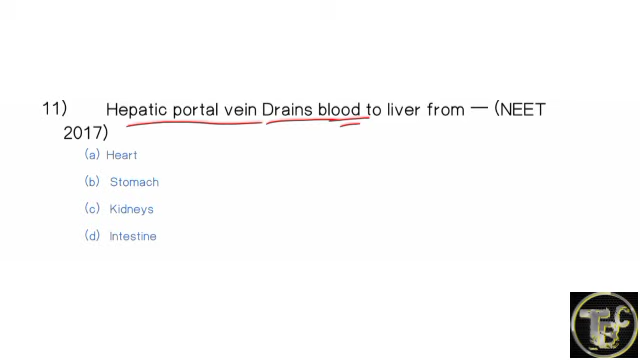 11) Hepatic portal vein Drains blood to liver from — (NEET
2017)
(a) Heart
(b) Stomach
(c) Kidneys
(d) Intestine